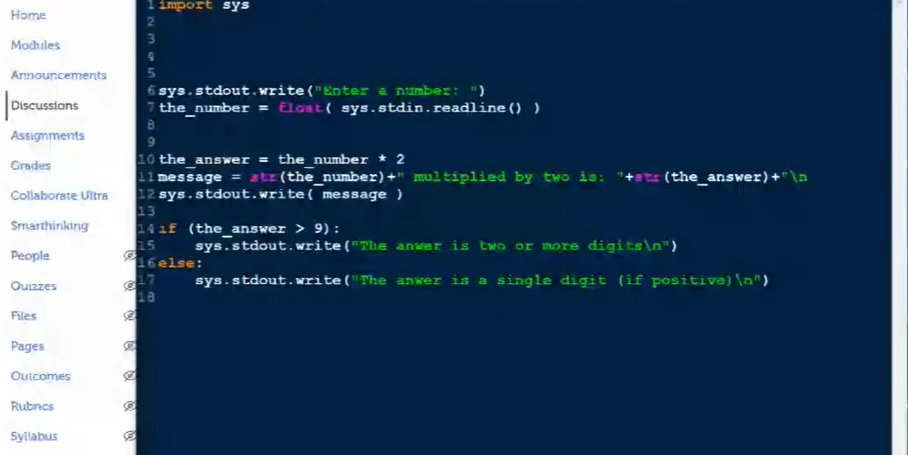 Home
Modules
Announcements
Discussions
Assignments
Grades
Collaborate Ultra
Smarthinking
People
Quizzes
Files
Pages
Outcomes
Rubrics
Syllabus
1 import sys
2
3
4
5
6 sys.stdout.write("Enter a number: ")
7 the_number = float( sys.stdin.readline() )
8
9
10 the_answer = the_number * 2
11 message = str(the_number)+" multiplied by two is: "+str(the_answer)+"\n
12 sys.stdout.write( message )
13
14 if (the_answer > 9):
15     sys.stdout.write("The anwer is two or more digits\n")
16 else:
17     sys.stdout.write("The anwer is a single digit (if positive)\n")
18